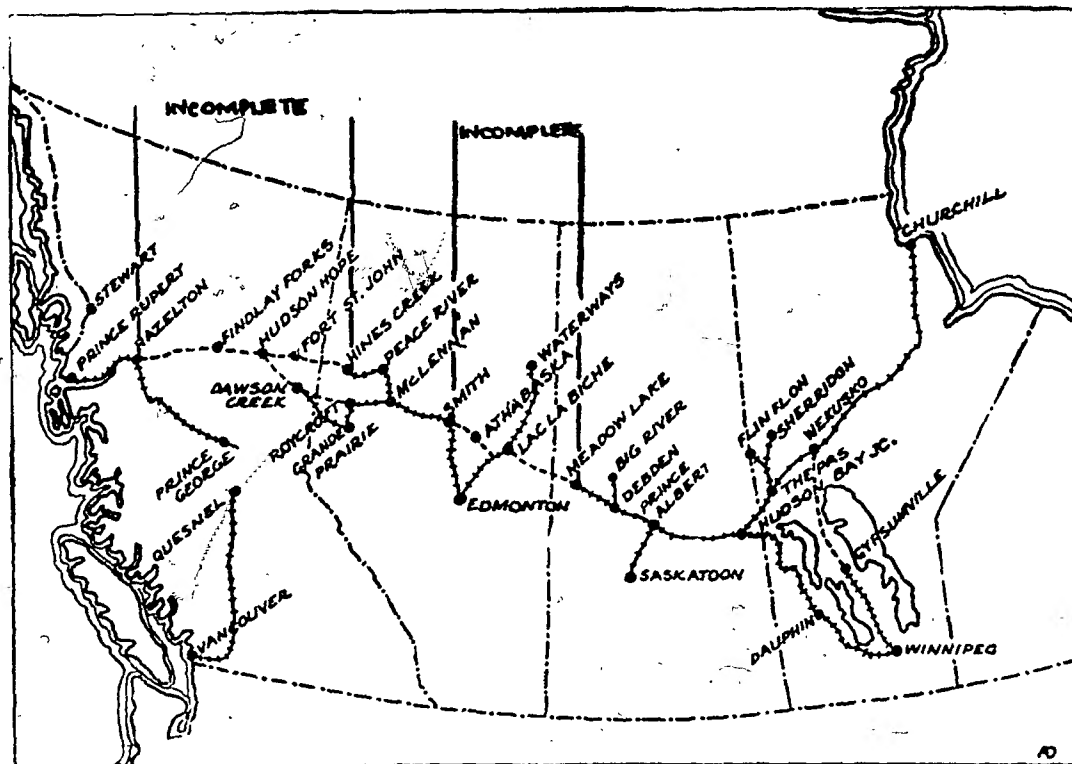 INCOMPLETE
INCOMPLETE
CHURCHILL
STEWART
PRINCE RUPERT
HAZELTON
FINDLAY FORKS
HUDSON HOPE
FORT ST. JOHN
HINES CREEK
PEACE RIVER
McLENNAN
SMITH
ATHABASKA
WATERWAYS
LAC LA BICHE
MEADOW LAKE
BIG RIVER
DEBDEN
PRINCE
ALBERT
FLIN FLON
SHERRIDON
WEKUSKO
THE PAS
HUDSON BAY JC.
GYPSUMVILLE
DAWSON
CREEK
ROYCROFT
GRANDE
PRAIRIE
PRINCE
GEORGE
QUESNEL
VANCOUVER
EDMONTON
SASKATOON
DAUPHIN
WINNIPEG